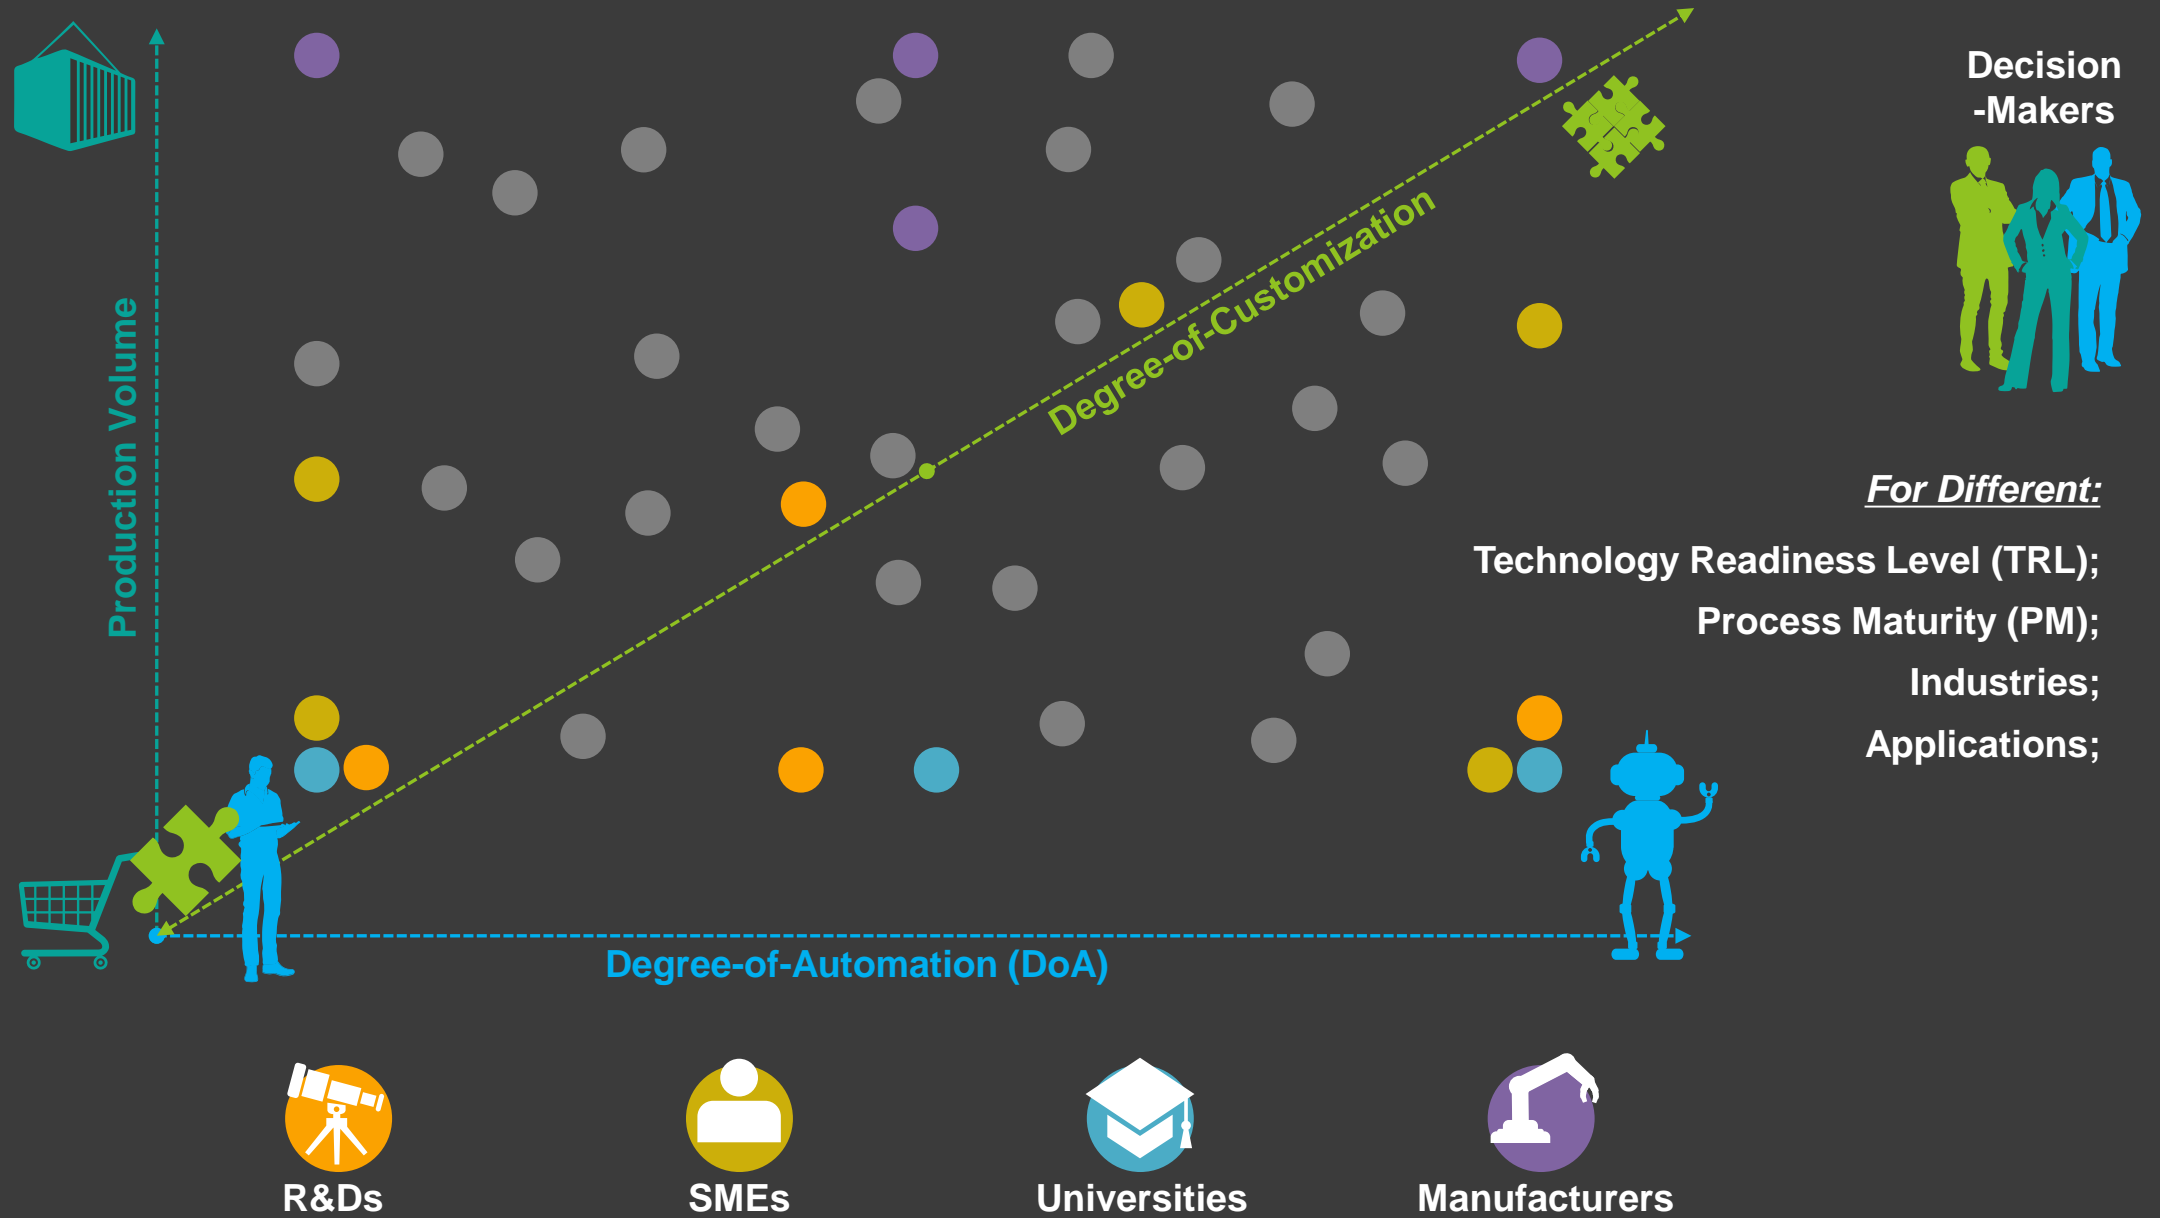 Decision
-Makers
Production Volume
Degree-of-Customization
For Different:
Technology Readiness Level (TRL);
Process Maturity (PM);
Industries;
Applications;
Degree-of-Automation (DoA)
R&Ds
SMEs
Universities
Manufacturers